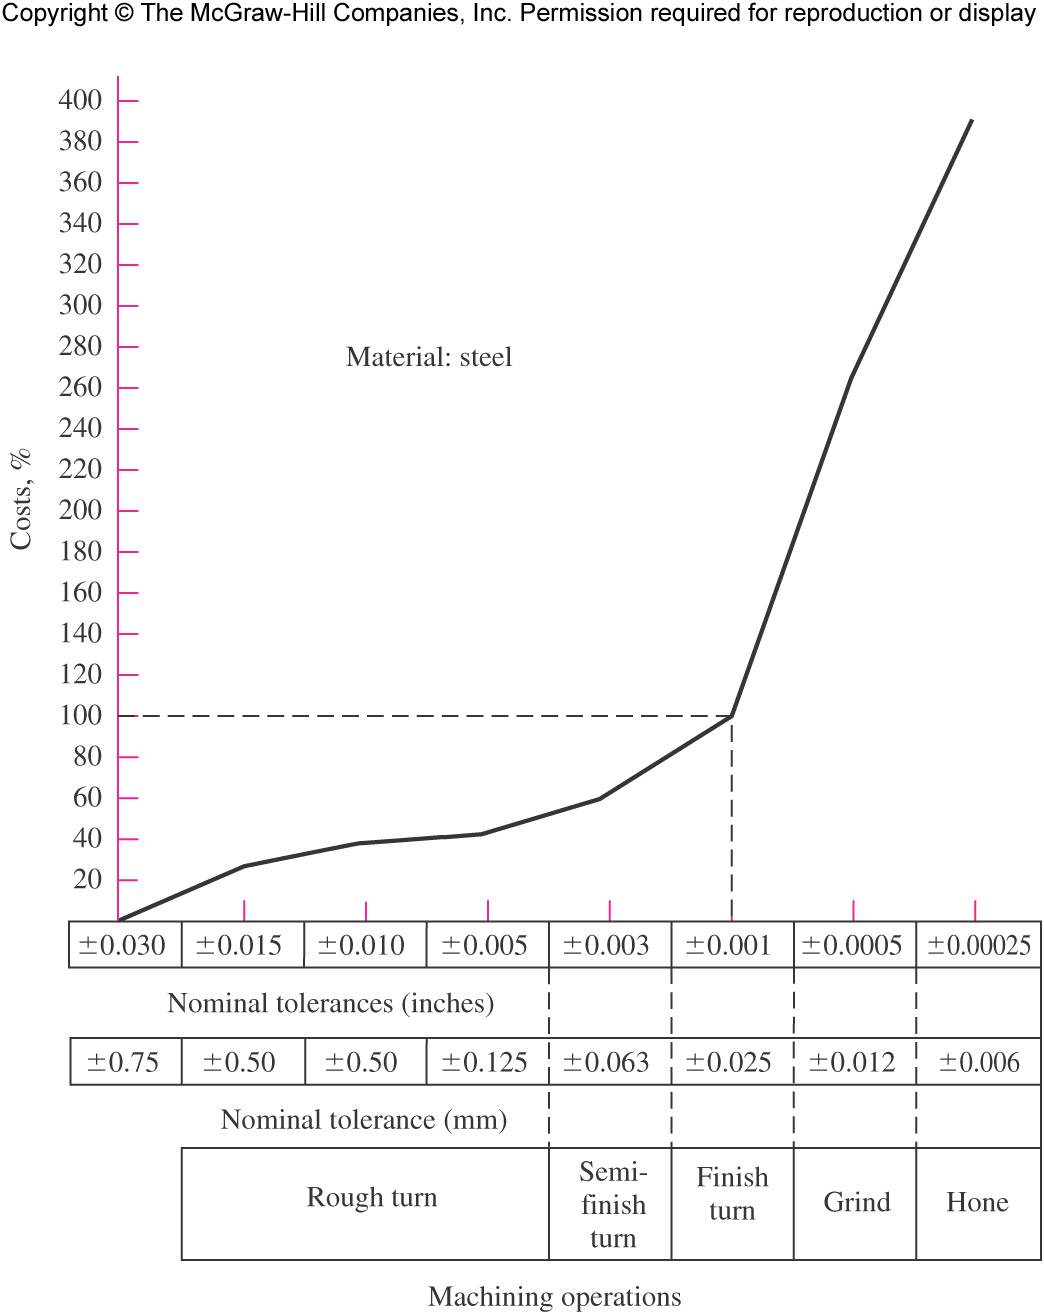 Copyright © The McGraw-Hill Companies, Inc. Permission required for reproduction or display
400
380
360
340
320
300
280
260
240
220
200
180
160
140
120
100
80
60
40
20
Costs, %
Material: steel
±0.030 ±0.015 ±0.010 ±0.005 ±0.003 ±0.001 ±0.0005 ±0.00025
Nominal tolerances (inches)
±0.75 ±0.50 ±0.50 ±0.125 ±0.063 ±0.025 ±0.012 ±0.006
Nominal tolerance (mm)
Rough turn
Semi-
finish
turn
Finish
turn
Grind
Hone
Machining operations